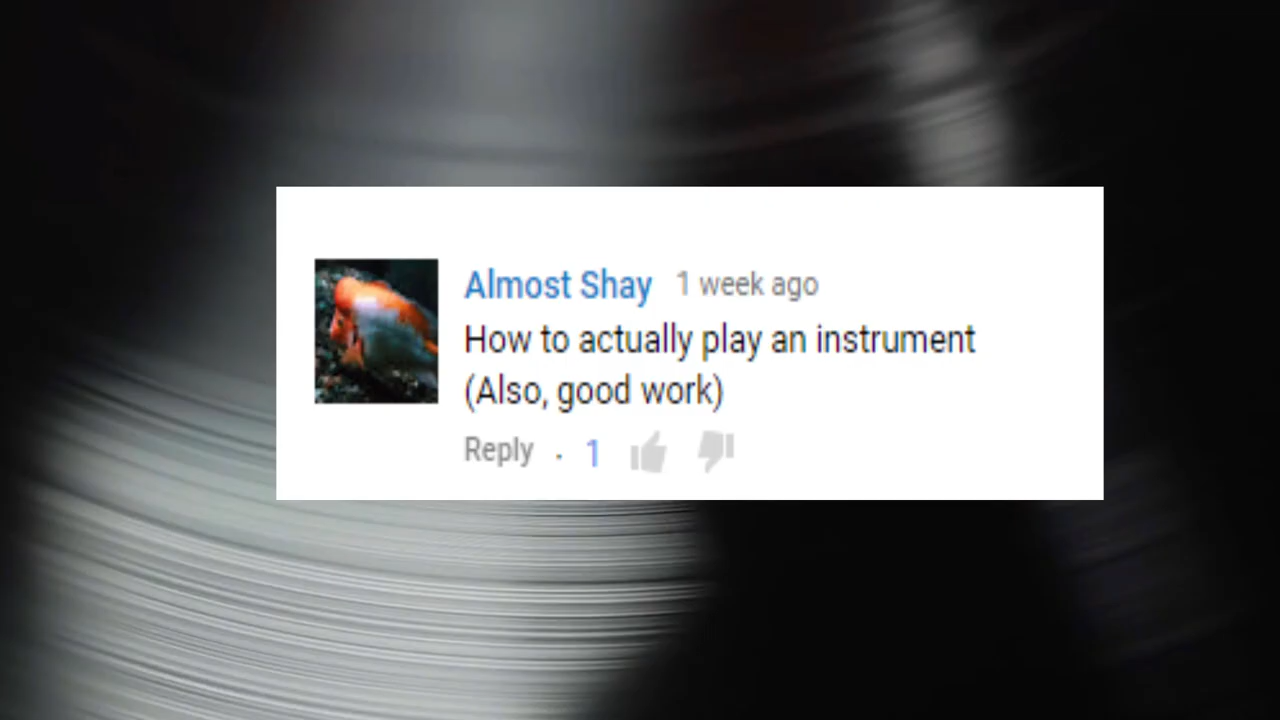 Almost Shay 1 week ago
How to actually play an instrument
(Also, good work)
Reply · 1